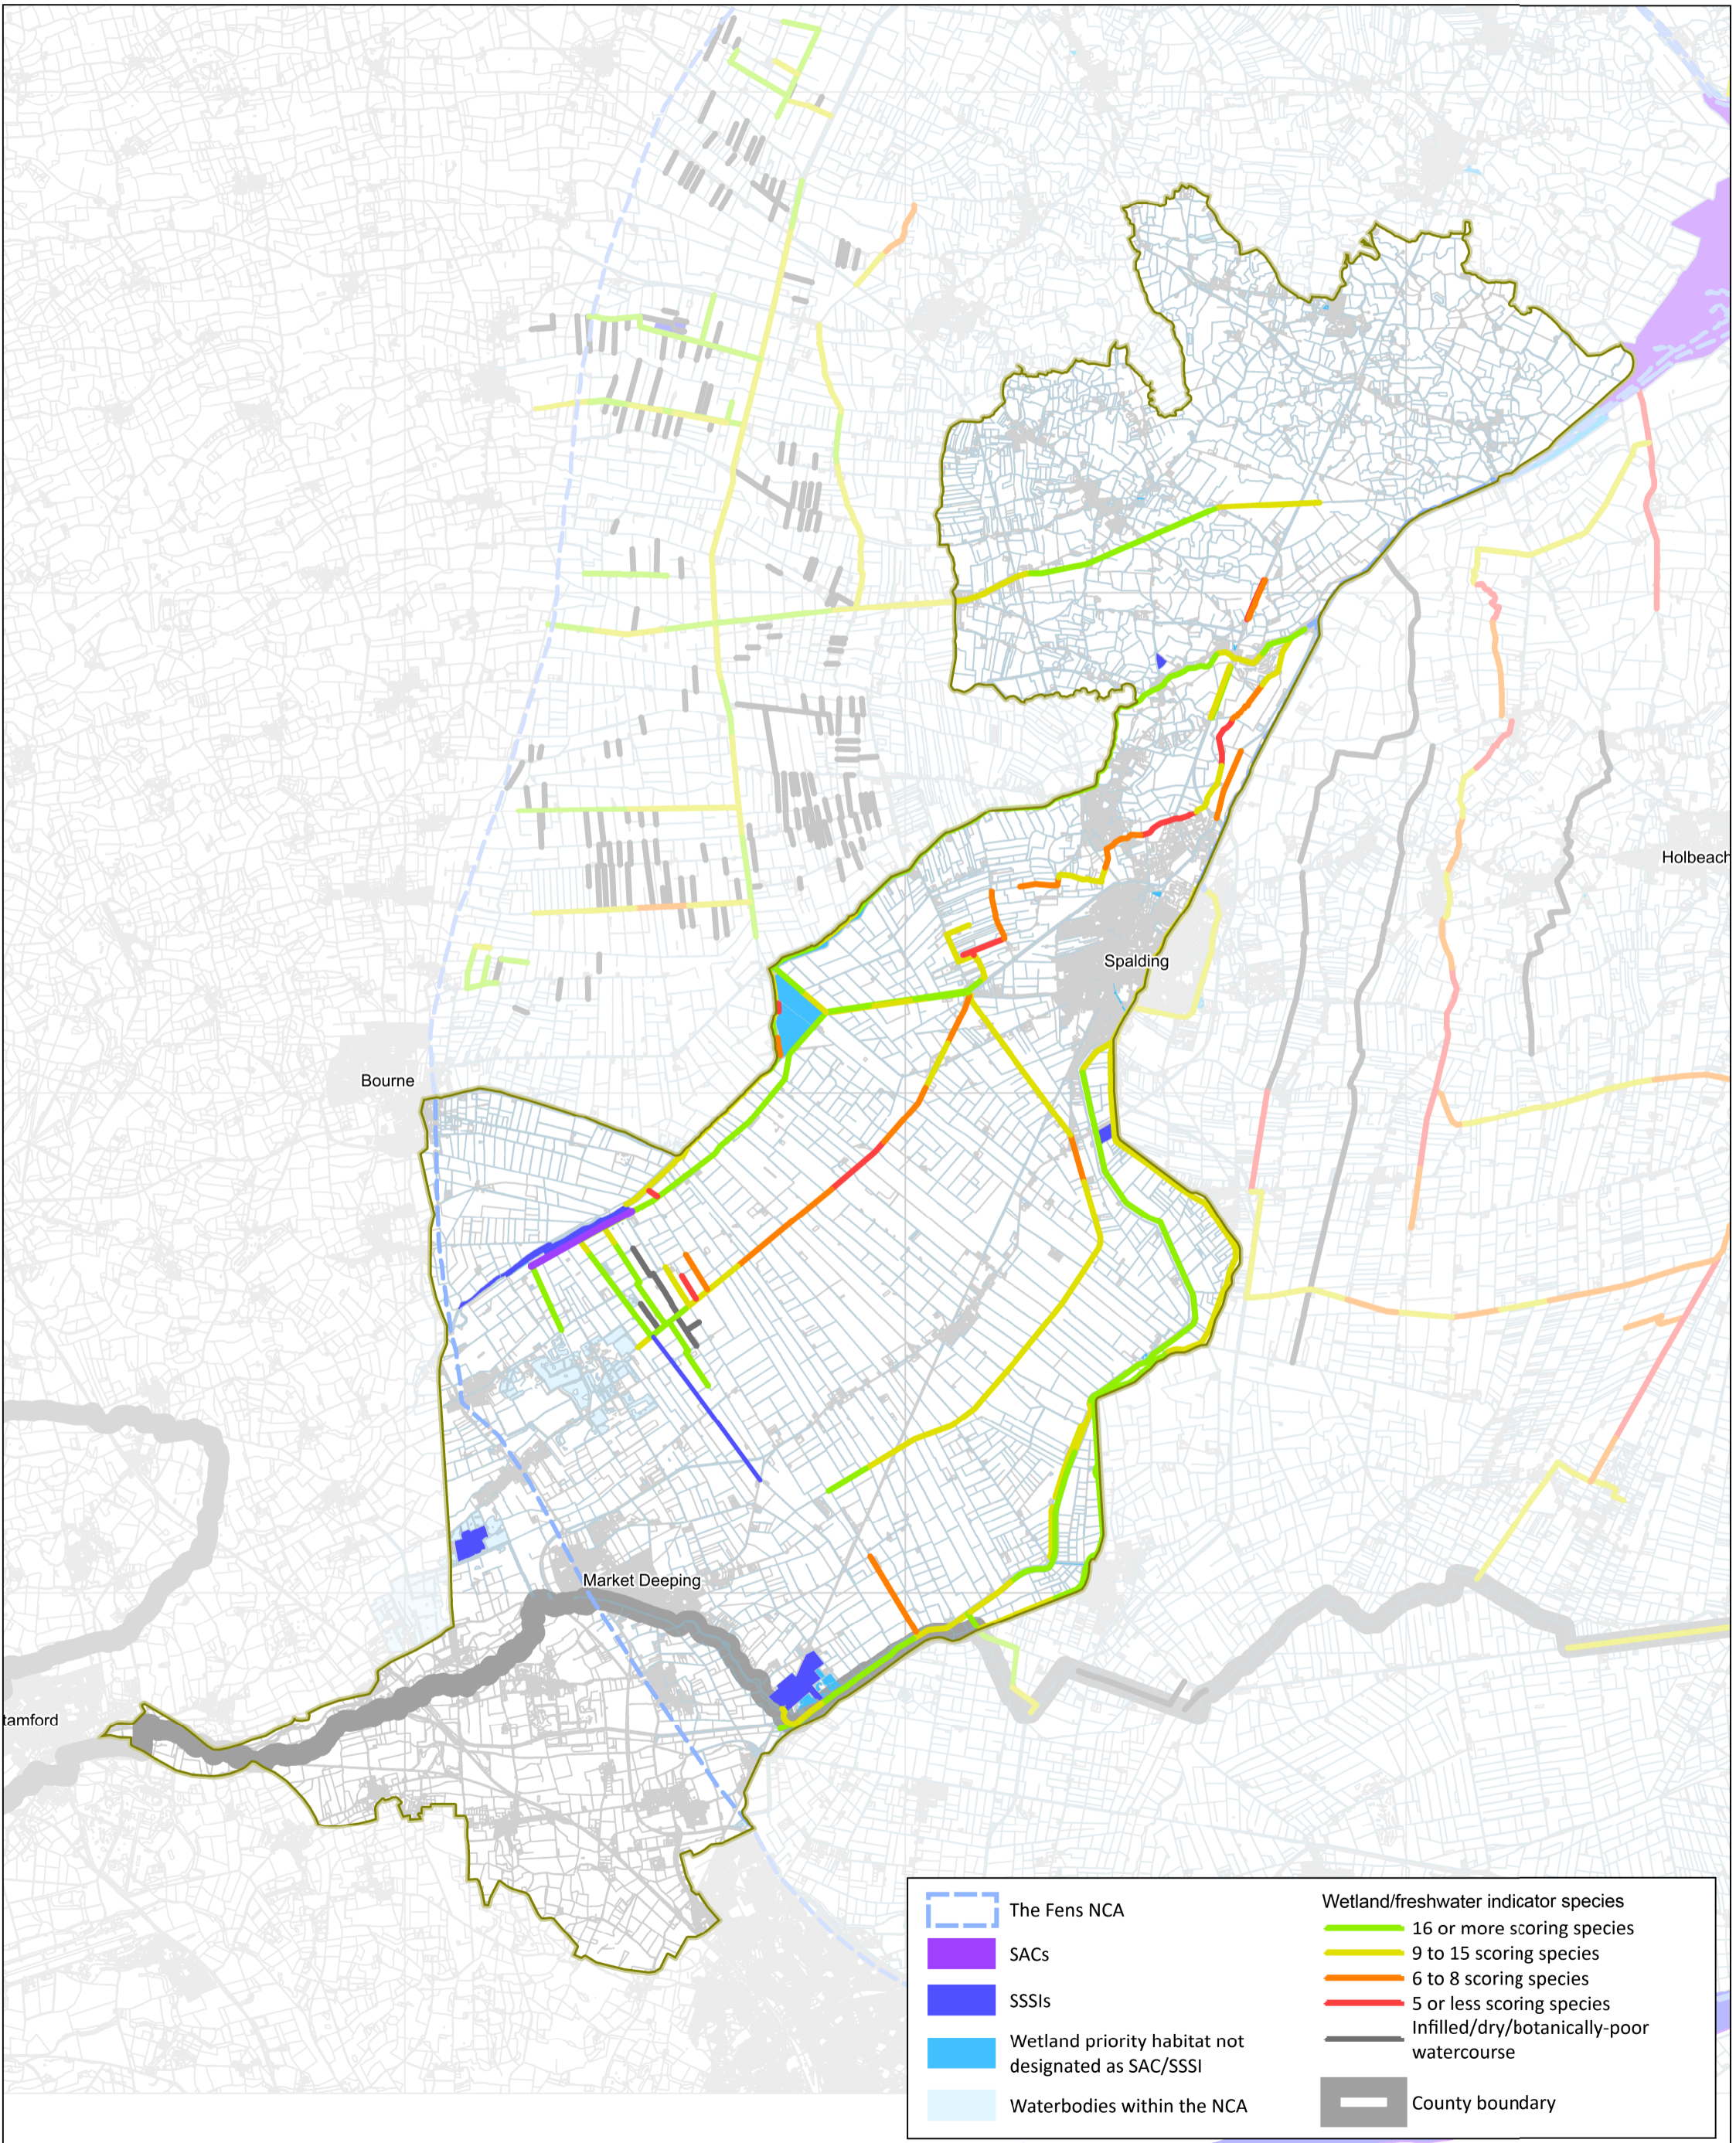 Holbeach
Spalding
Bourne
Market Deeping
tamford
The Fens NCA
SACs
SSSIs
Wetland priority habitat not
designated as SAC/SSSI
Waterbodies within the NCA
Wetland/freshwater indicator species
16 or more scoring species
9 to 15 scoring species
6 to 8 scoring species
5 or less scoring species
Infilled/dry/botanically-poor
watercourse
County boundary